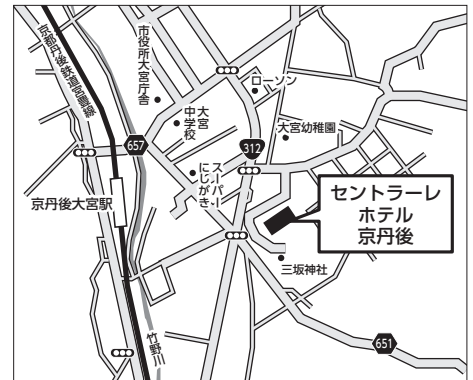 京都丹後鉄道宮豊線
市役所大宮庁舎
大宮
中学校
ローソン
大宮幼稚園
657
312
スーパー
にしがき
京丹後大宮駅
セントラーレ
ホテル
京丹後
三坂神社
竹野川
651